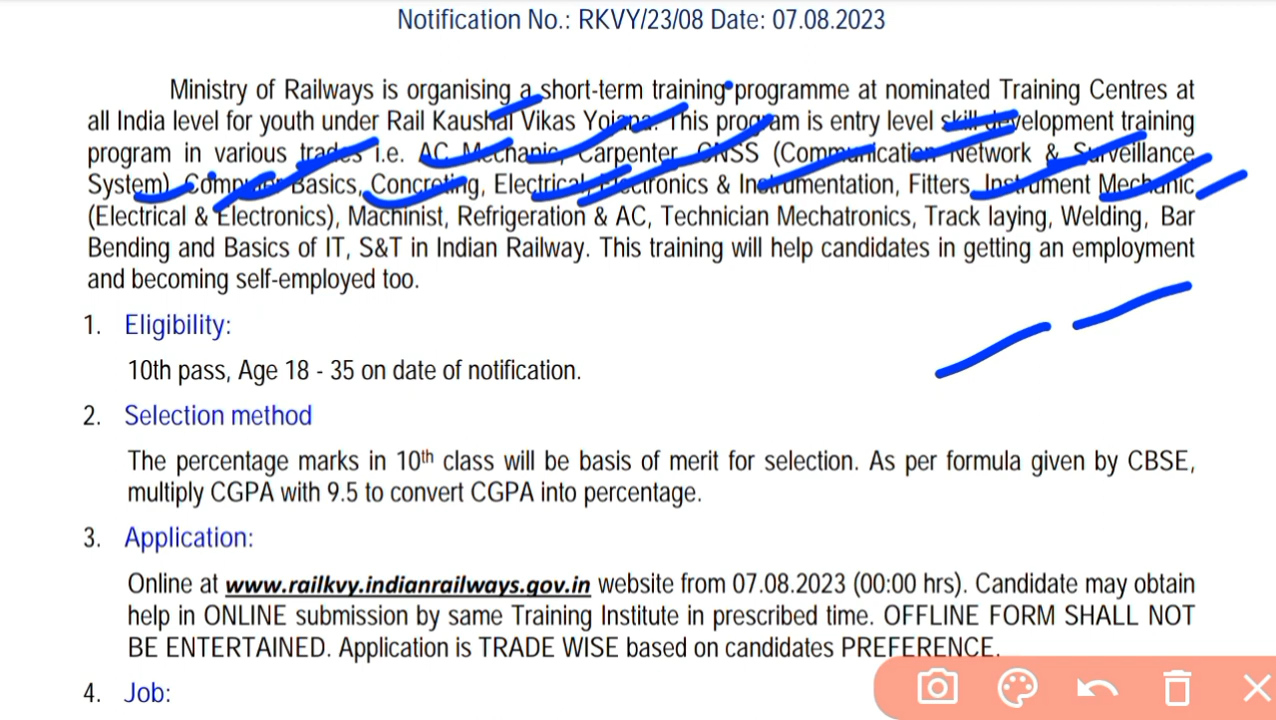 Notification No.: RKVY/23/08 Date: 07.08.2023
Ministry of Railways is organising a short-term training programme at nominated Training Centres at
all India level for youth under Rail Kaushal Vikas Yojana. This program is entry level skill development training
program in various trades i.e. AC Mechanic, Carpenter, CNSS (Communication Network & Surveillance
System), Computer Basics, Concreting, Electrical, Electronics & Instrumentation, Fitters, Instrument Mechanic
(Electrical & Electronics), Machinist, Refrigeration & AC, Technician Mechatronics, Track laying, Welding, Bar
Bending and Basics of IT, S&T in Indian Railway. This training will help candidates in getting an employment
and becoming self-employed too.
1. Eligibility:
10th pass, Age 18 - 35 on date of notification.
2. Selection method
The percentage marks in 10th class will be basis of merit for selection. As per formula given by CBSE,
multiply CGPA with 9.5 to convert CGPA into percentage.
3. Application:
Online at www.railkvy.indianrailways.gov.in website from 07.08.2023 (00:00 hrs). Candidate may obtain
help in ONLINE submission by same Training Institute in prescribed time. OFFLINE FORM SHALL NOT
BE ENTERTAINED. Application is TRADE WISE based on candidates PREFERENCE.
4. Job: